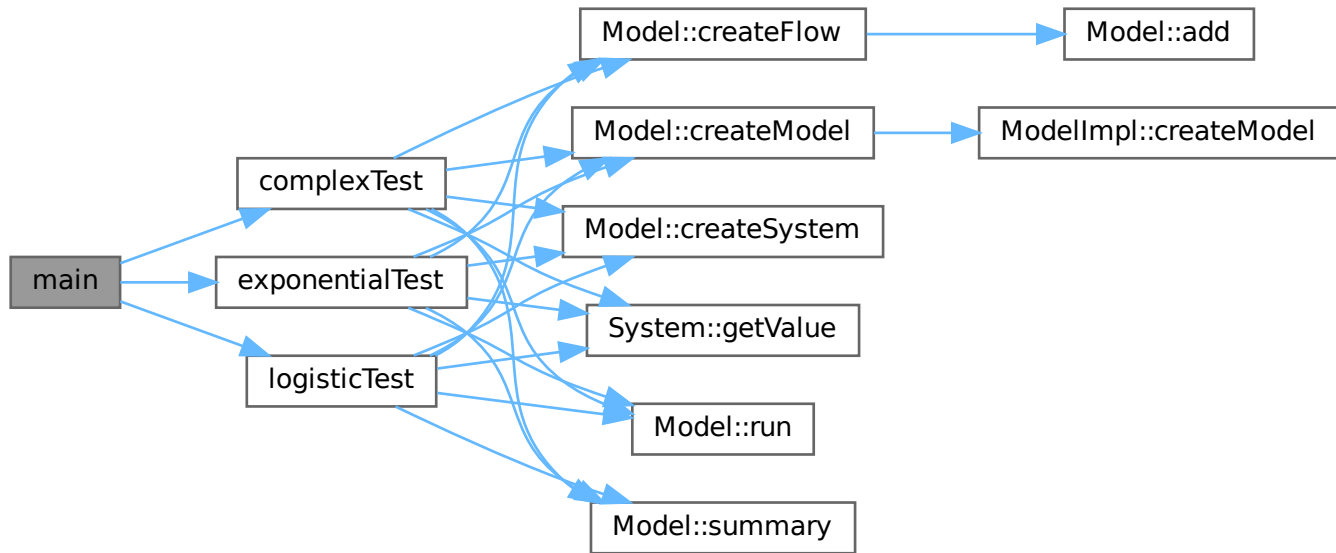 main
complexTest
exponentialTest
logisticTest
Model::createFlow
Model::createModel
Model::createSystem
System::getValue
Model::run
Model::summary
Model::add
ModelImpl::createModel